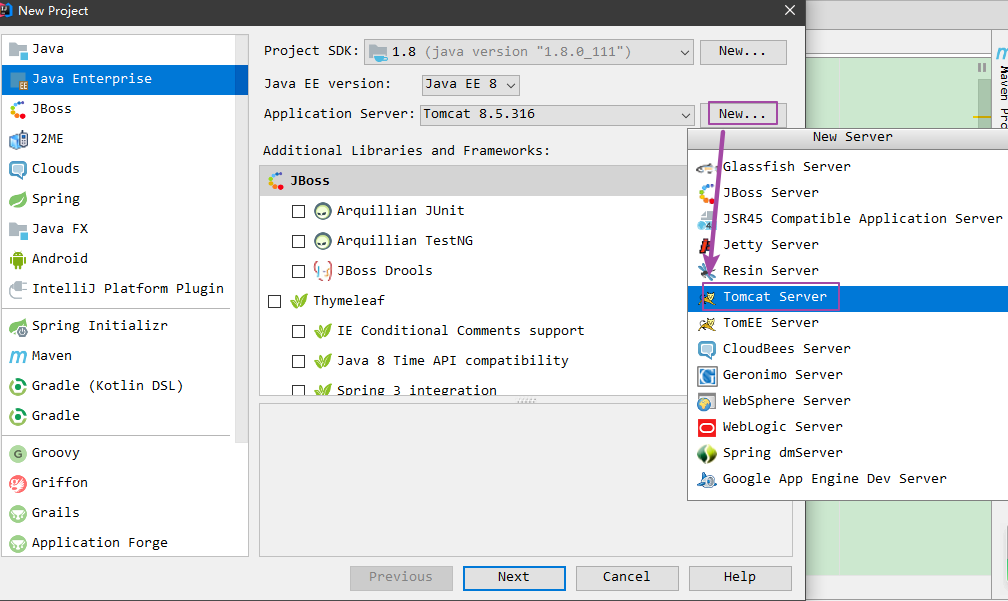 New Project
Java
Java Enterprise
JBoss
J2ME
Clouds
Spring
Java FX
Android
IntelliJ Platform Plugin
Spring Initializr
Maven
Gradle (Kotlin DSL)
Gradle
Groovy
Griffon
Grails
Application Forge
Project SDK: 1.8 (java version "1.8.0_111") New...
Java EE version: Java EE 8
Application Server: Tomcat 8.5.316 New...
Additional Libraries and Frameworks:
JBoss
Arquillian JUnit
Arquillian TestNG
JBoss Drools
Thymeleaf
IE Conditional Comments support
Java 8 Time API compatibility
Spring 3 integration
New Server
Glassfish Server
JBoss Server
JSR45 Compatible Application Server
Jetty Server
Resin Server
Tomcat Server
TomEE Server
CloudBees Server
Geronimo Server
WebSphere Server
WebLogic Server
Spring dmServer
Google App Engine Dev Server
Previous Next Cancel Help
Maven Pro